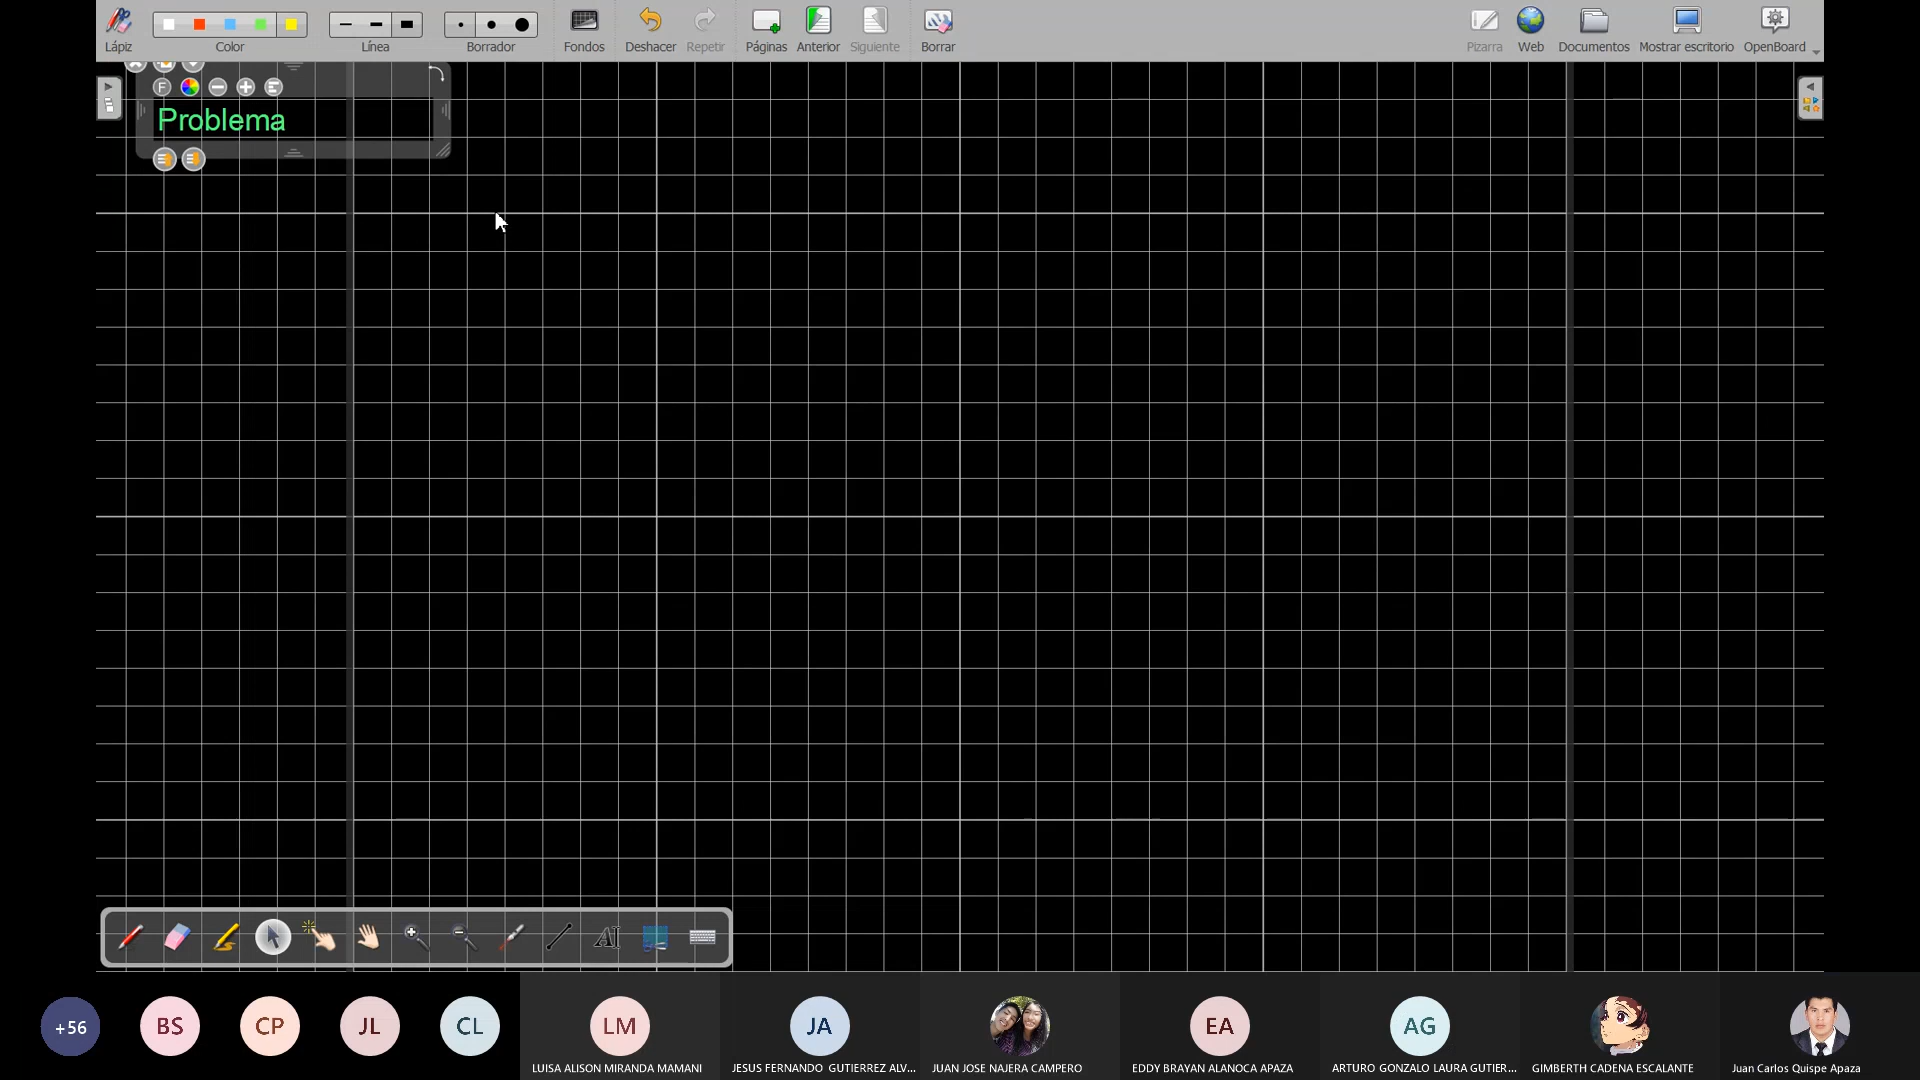 Lápiz
Color
Línea
Borrador
Fondos
Deshacer
Repetir
Páginas
Anterior
Siguiente
Borrar
Pizarra
Web
Documentos
Mostrar escritorio
OpenBoard
F
Problema
AI
+56
BS
CP
JL
CL
LM
JA
EA
AG
LUISA ALISON MIRANDA MAMANI
JESUS FERNANDO GUTIERREZ ALV...
JUAN JOSE NAJERA CAMPERO
EDDY BRAYAN ALANOCA APAZA
ARTURO GONZALO LAURA GUTIER...
GIMBERTH CADENA ESCALANTE
Juan Carlos Quispe Apaza